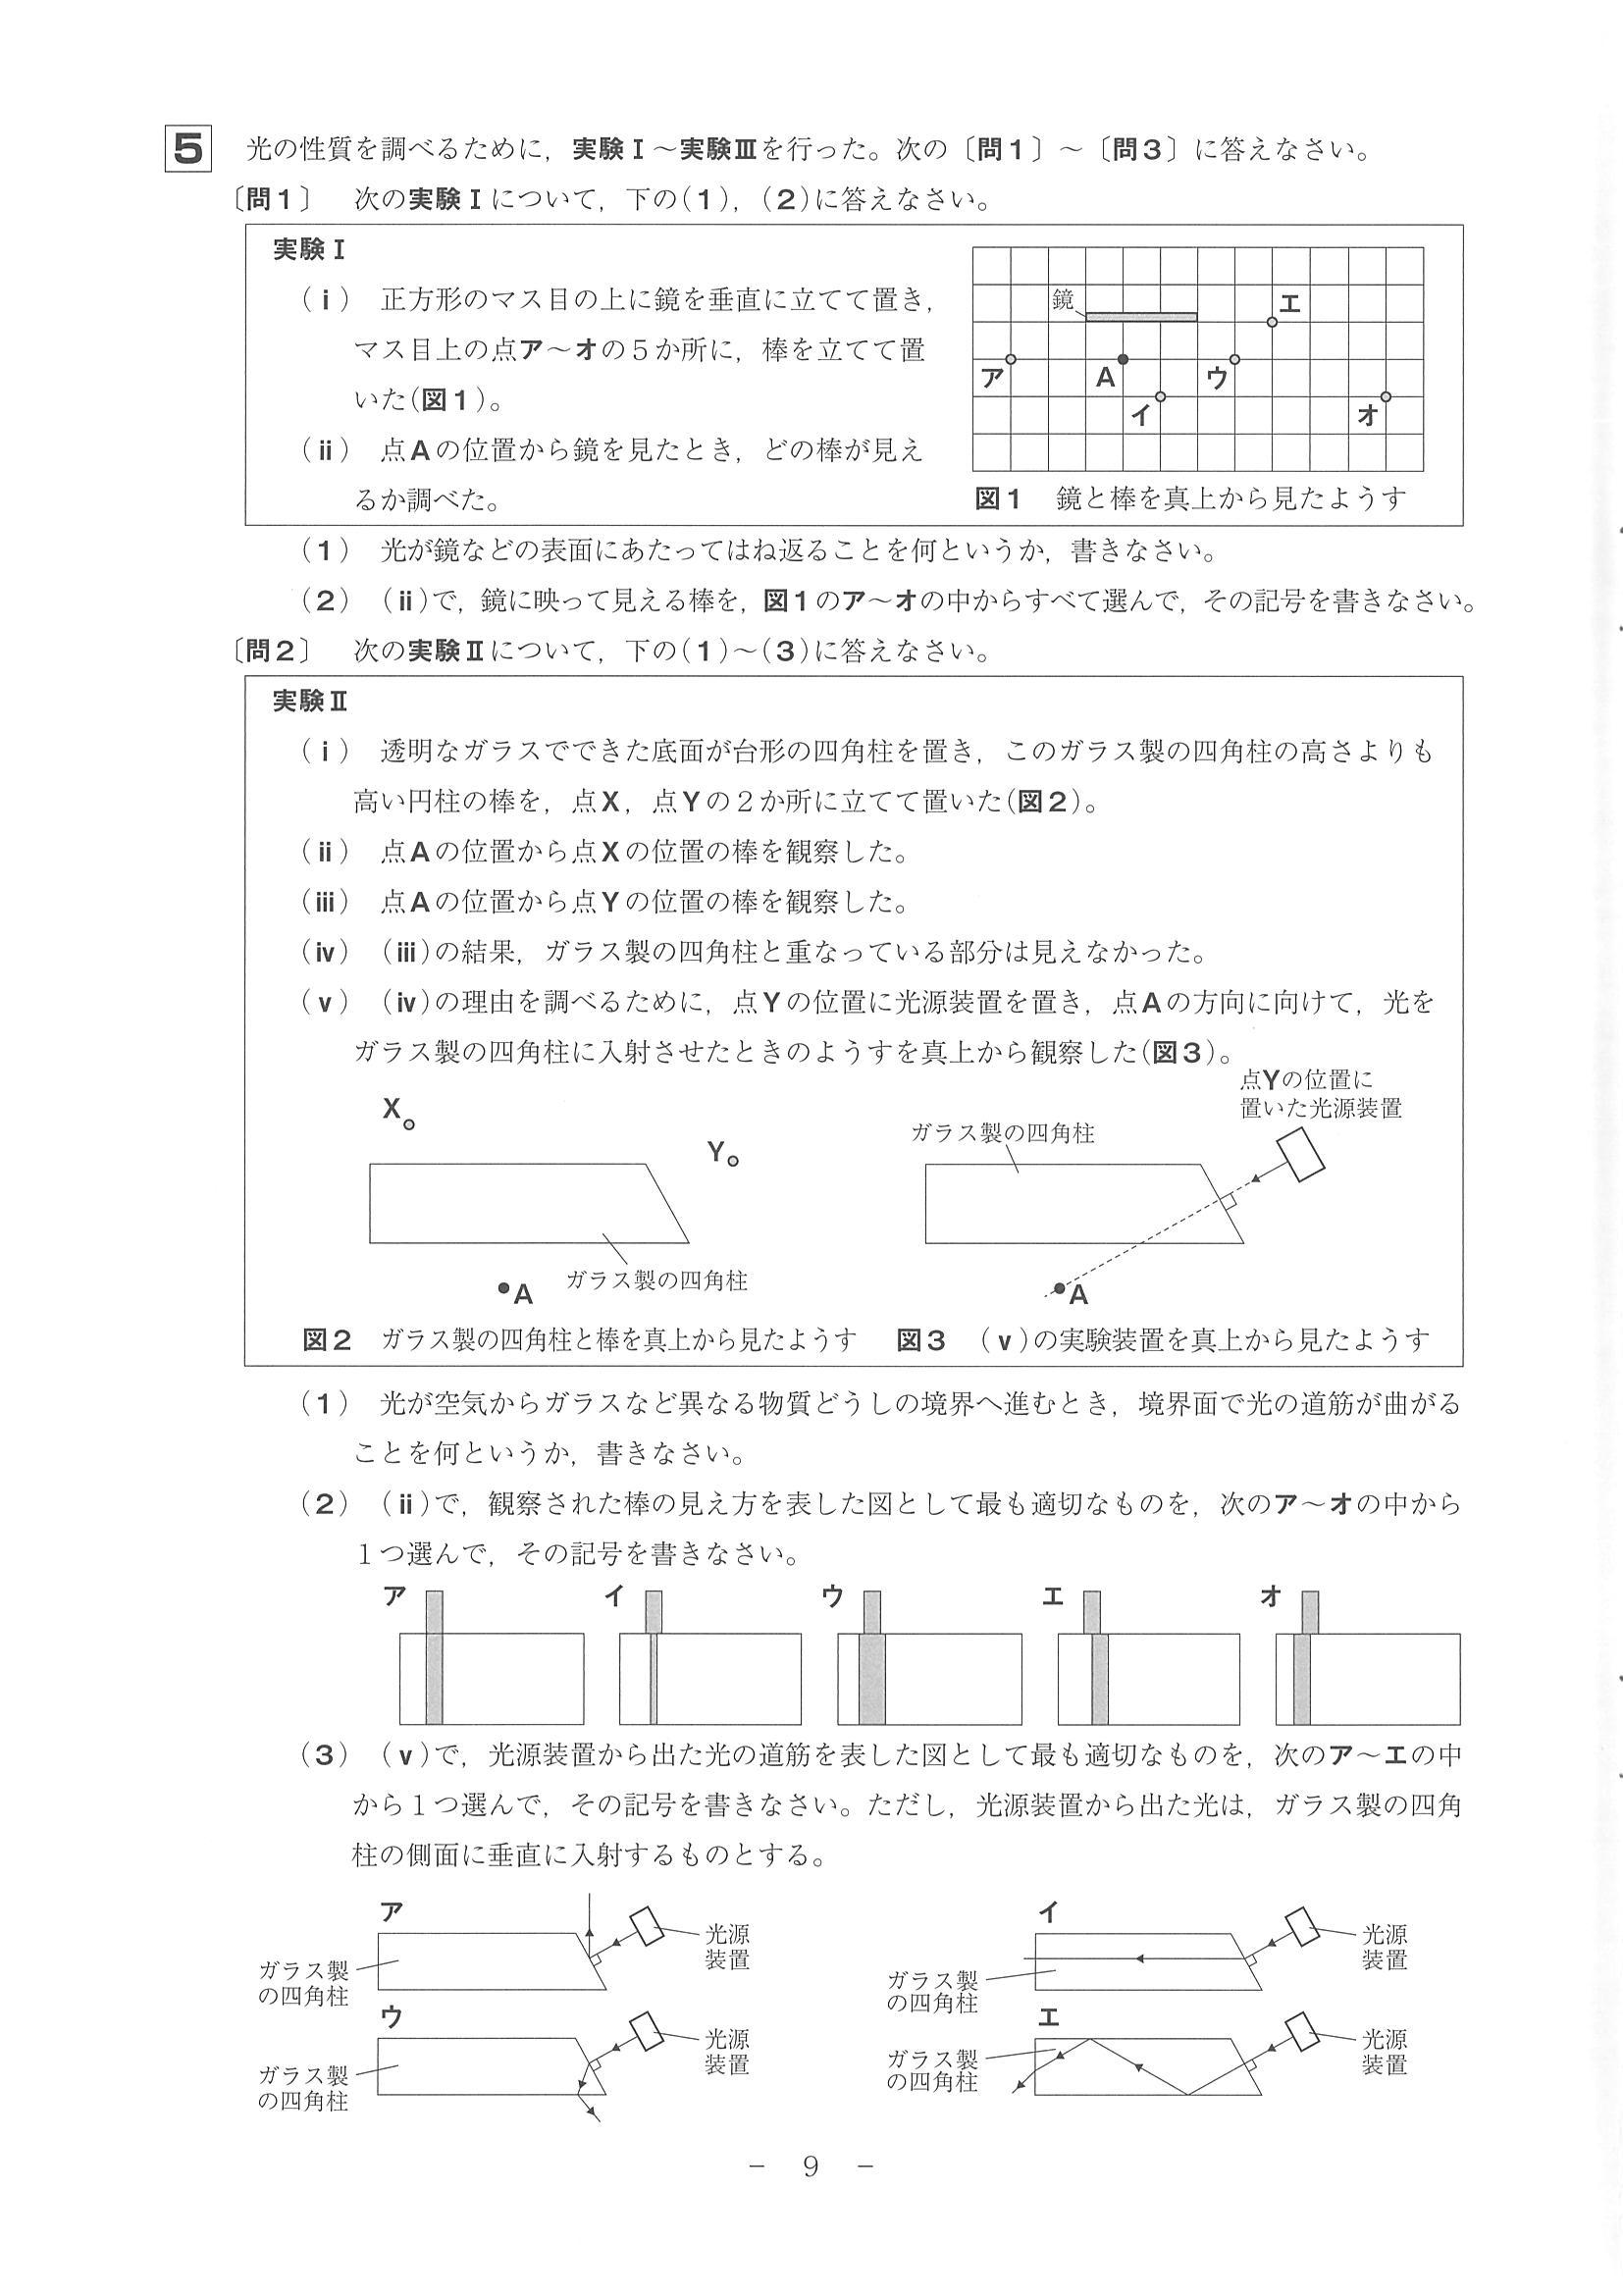 5 光の性質を調べるために，実験Ⅰ～実験Ⅲを行った。次の〔問1〕～〔問3〕に答えなさい。
〔問1〕 次の実験Ⅰについて，下の(1)，(2)に答えなさい。
実験Ⅰ
(ⅰ) 正方形のマス目の上に鏡を垂直に立てて置き，
マス目上の点ア～オの5か所に，棒を立てて置
いた(図1)。
(ⅱ) 点Aの位置から鏡を見たとき，どの棒が見え
るか調べた。
鏡
エ
ア
A
ウ
イ
オ
図1 鏡と棒を真上から見たようす
(1) 光が鏡などの表面にあたってはね返ることを何というか，書きなさい。
(2) (ⅱ)で，鏡に映って見える棒を，図1のア～オの中からすべて選んで，その記号を書きなさい。
〔問2〕 次の実験Ⅱについて，下の(1)～(3)に答えなさい。
実験Ⅱ
(ⅰ) 透明なガラスでできた底面が台形の四角柱を置き，このガラス製の四角柱の高さよりも
高い円柱の棒を，点X，点Yの2か所に立てて置いた(図2)。
(ⅱ) 点Aの位置から点Xの位置の棒を観察した。
(ⅲ) 点Aの位置から点Yの位置の棒を観察した。
(ⅳ) (ⅲ)の結果，ガラス製の四角柱と重なっている部分は見えなかった。
(ⅴ) (ⅳ)の理由を調べるために，点Yの位置に光源装置を置き，点Aの方向に向けて，光を
ガラス製の四角柱に入射させたときのようすを真上から観察した(図3)。
X
Y
A
ガラス製の四角柱
点Yの位置に
置いた光源装置
ガラス製の四角柱
A
図2 ガラス製の四角柱と棒を真上から見たようす
図3 (ⅴ)の実験装置を真上から見たようす
(1) 光が空気からガラスなど異なる物質どうしの境界へ進むとき，境界面で光の道筋が曲がる
ことを何というか，書きなさい。
(2) (ⅱ)で，観察された棒の見え方を表した図として最も適切なものを，次のア～オの中から
1つ選んで，その記号を書きなさい。
ア イ ウ エ オ
(3) (ⅴ)で，光源装置から出た光の道筋を表した図として最も適切なものを，次のア～エの中
から1つ選んで，その記号を書きなさい。ただし，光源装置から出た光は，ガラス製の四角
柱の側面に垂直に入射するものとする。
ア
光源
装置
ガラス製
の四角柱
イ
光源
装置
ガラス製
の四角柱
ウ
光源
装置
ガラス製
の四角柱
エ
光源
装置
ガラス製
の四角柱
－ 9 －